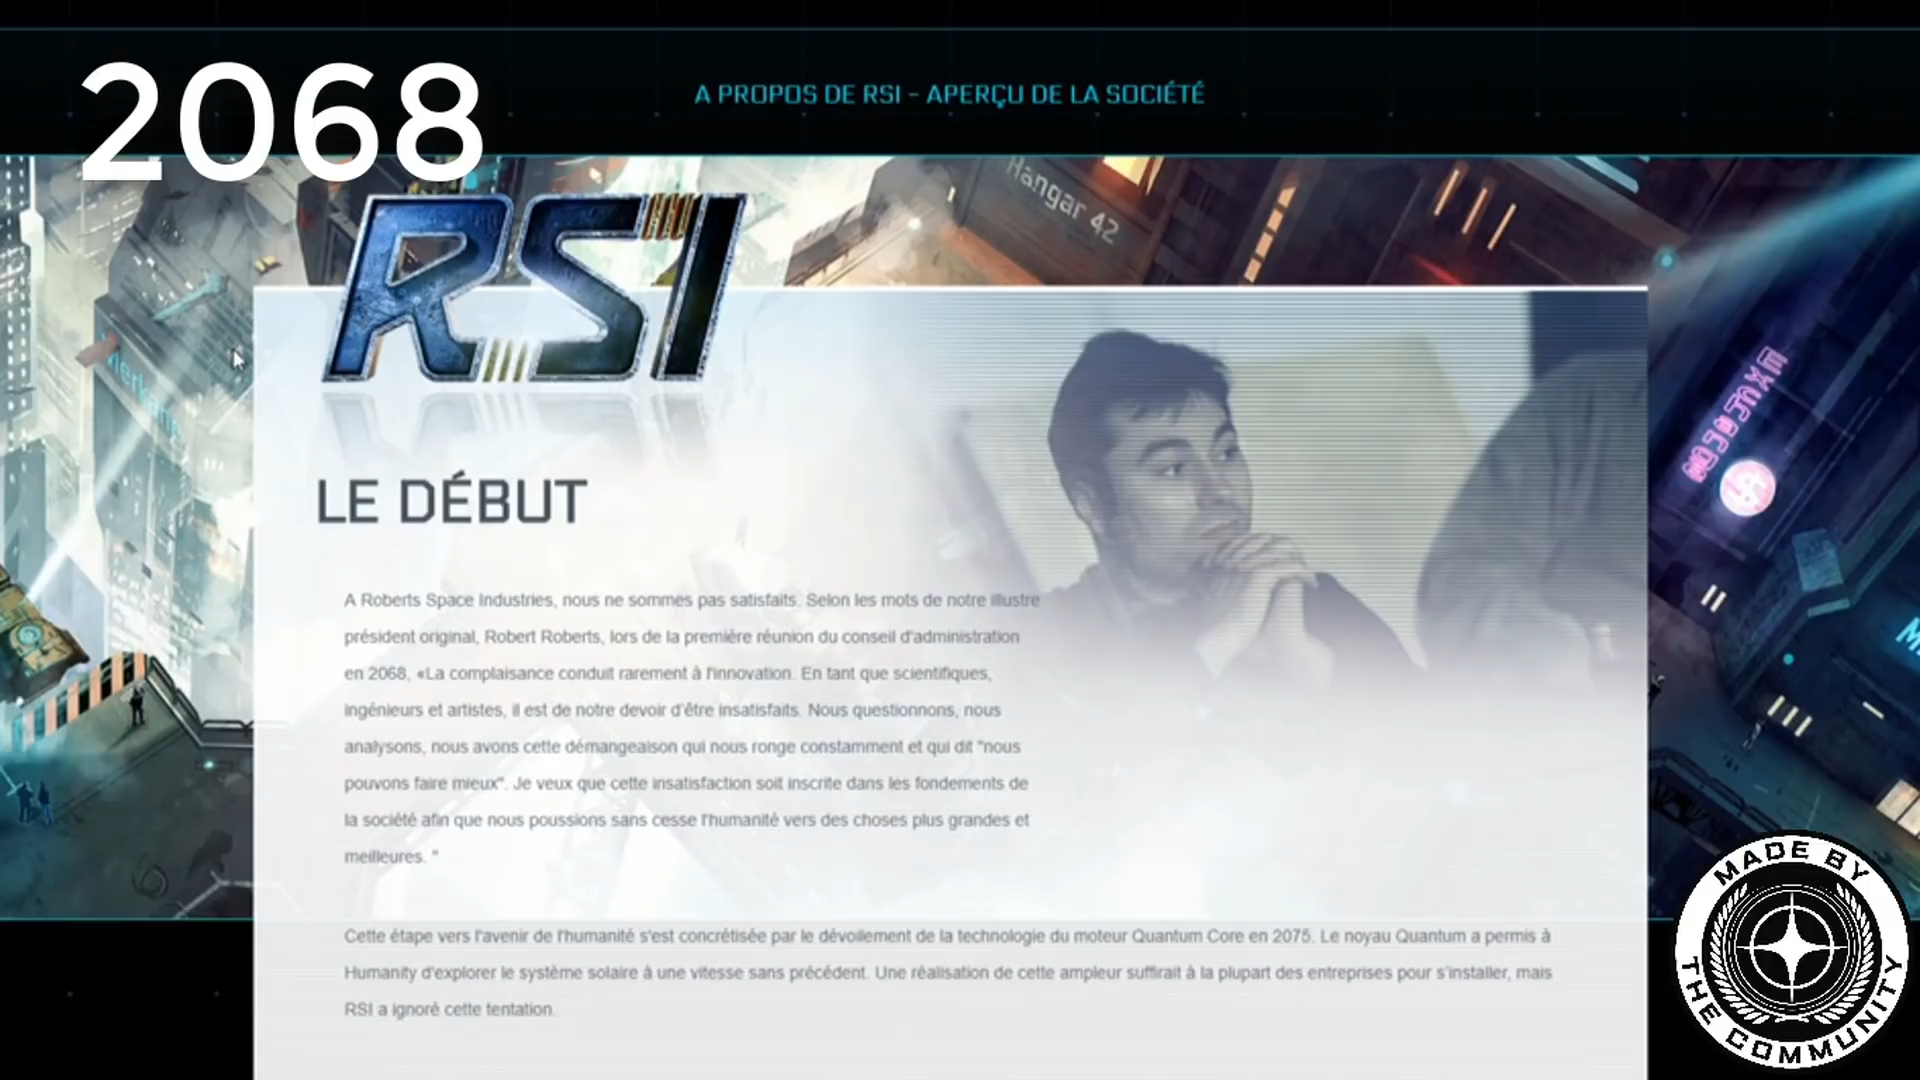 2068
A PROPOS DE RSI - APERÇU DE LA SOCIÉTÉ
Hangar 42
RSI
LE DÉBUT
A Roberts Space Industries, nous ne sommes pas satisfaits. Selon les mots de notre illustre
président original, Robert Roberts, lors de la première réunion du conseil d'administration
en 2068, «La complaisance conduit rarement à l'innovation. En tant que scientifiques,
ingénieurs et artistes, il est de notre devoir d'être insatisfaits. Nous questionnons, nous
analysons, nous avons cette démangeaison qui nous ronge constamment et qui dit "nous
pouvons faire mieux". Je veux que cette insatisfaction soit inscrite dans les fondements de
la société afin que nous poussions sans cesse l'humanité vers des choses plus grandes et
meilleures. "
Cette étape vers l'avenir de l'humanité s'est concrétisée par le dévoilement de la technologie du moteur Quantum Core en 2075. Le noyau Quantum a permis à
Humanity d'explorer le système solaire à une vitesse sans précédent. Une réalisation de cette ampleur suffirait à la plupart des entreprises pour s'installer, mais
RSI a ignoré cette tentation.
MADE BY
THE COMMUNITY